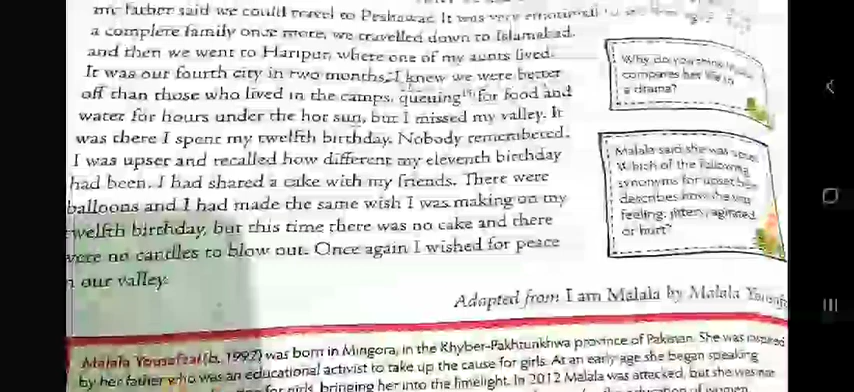 my father said we could travel to Peshawar. It was very emotional to
a complete family once more, we travelled down to Islamabad.
and then we went to Haripur, where one of my aunts lived.
It was our fourth city in two months. I knew we were better
off than those who lived in the camps, queuing for food and
water for hours under the hot sun, but I missed my valley. It
was there I spent my twelfth birthday. Nobody remembered.
I was upset and recalled how different my eleventh birthday
had been. I had shared a cake with my friends. There were
balloons and I had made the same wish I was making on my
twelfth birthday, but this time there was no cake and there
were no candles to blow out. Once again I wished for peace
our valley.
Why do you think
compares her life to
a drama?
Malala said she was upset.
Which of the following
synonyms for upset
describes how she was
feeling: jittery, agitated
or hurt?
Adapted from I am Malala by Malala
Malala Yousafzai (b. 1997) was born in Mingora, in the Khyber-Pakhtunkhwa province of Pakistan. She was inspired
by her father who was an educational activist to take up the cause for girls. At an early age she began speaking
for girls, bringing her into the limelight. In 2012 Malala was attacked, but she was not
education of women.